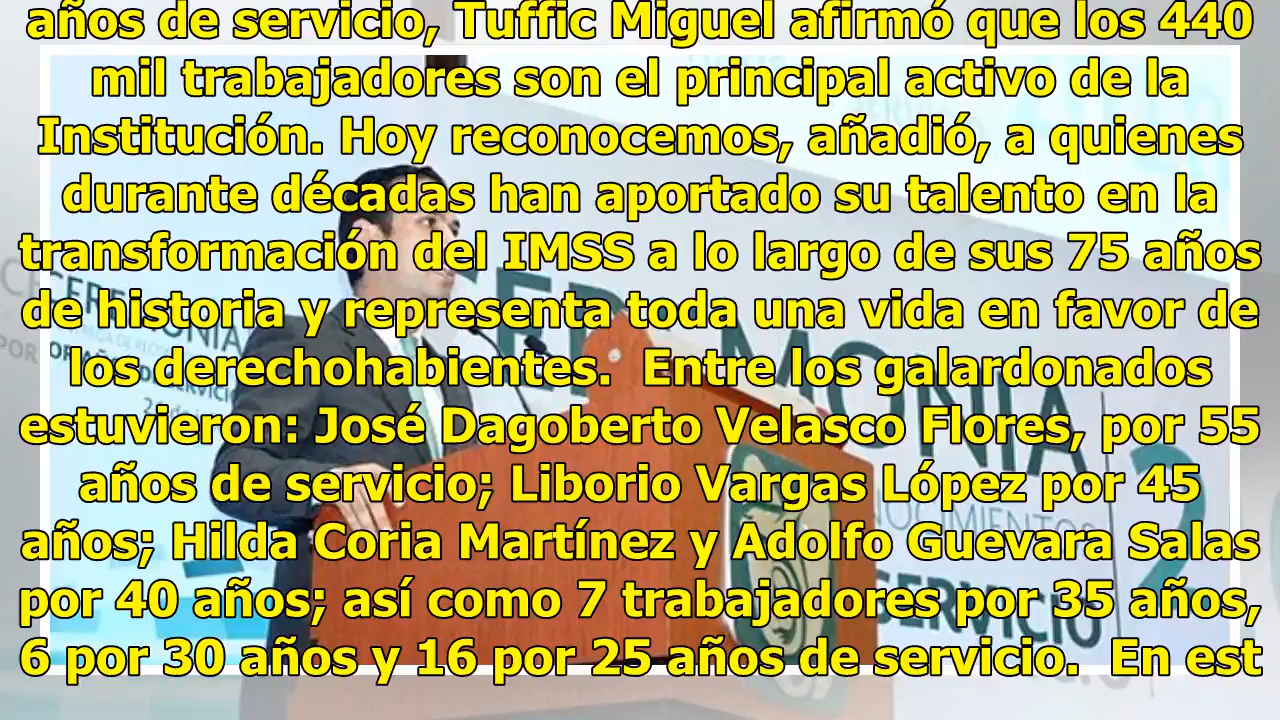 años de servicio, Tuffic Miguel afirmó que los 440
mil trabajadores son el principal activo de la
Institución. Hoy reconocemos, añadió, a quienes
durante décadas han aportado su talento en la
transformación del IMSS a lo largo de sus 75 años
de historia y representa toda una vida en favor de
los derechohabientes.  Entre los galardonados
estuvieron: José Dagoberto Velasco Flores, por 55
años de servicio; Liborio Vargas López por 45
años; Hilda Coria Martínez y Adolfo Guevara Salas
por 40 años; así como 7 trabajadores por 35 años,
6 por 30 años y 16 por 25 años de servicio.  En est
CEREMONIA
SERVICIO